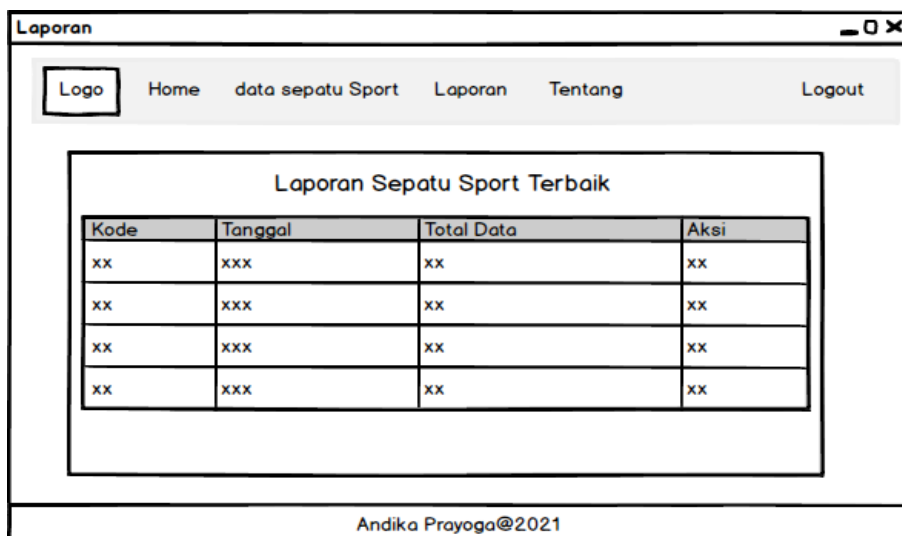 Laporan
Logo Home data sepatu Sport Laporan Tentang Logout
Laporan Sepatu Sport Terbaik
Kode Tanggal Total Data Aksi
xx xxx xx xx
xx xxx xx xx
xx xxx xx xx
xx xxx xx xx
Andika Prayoga@2021